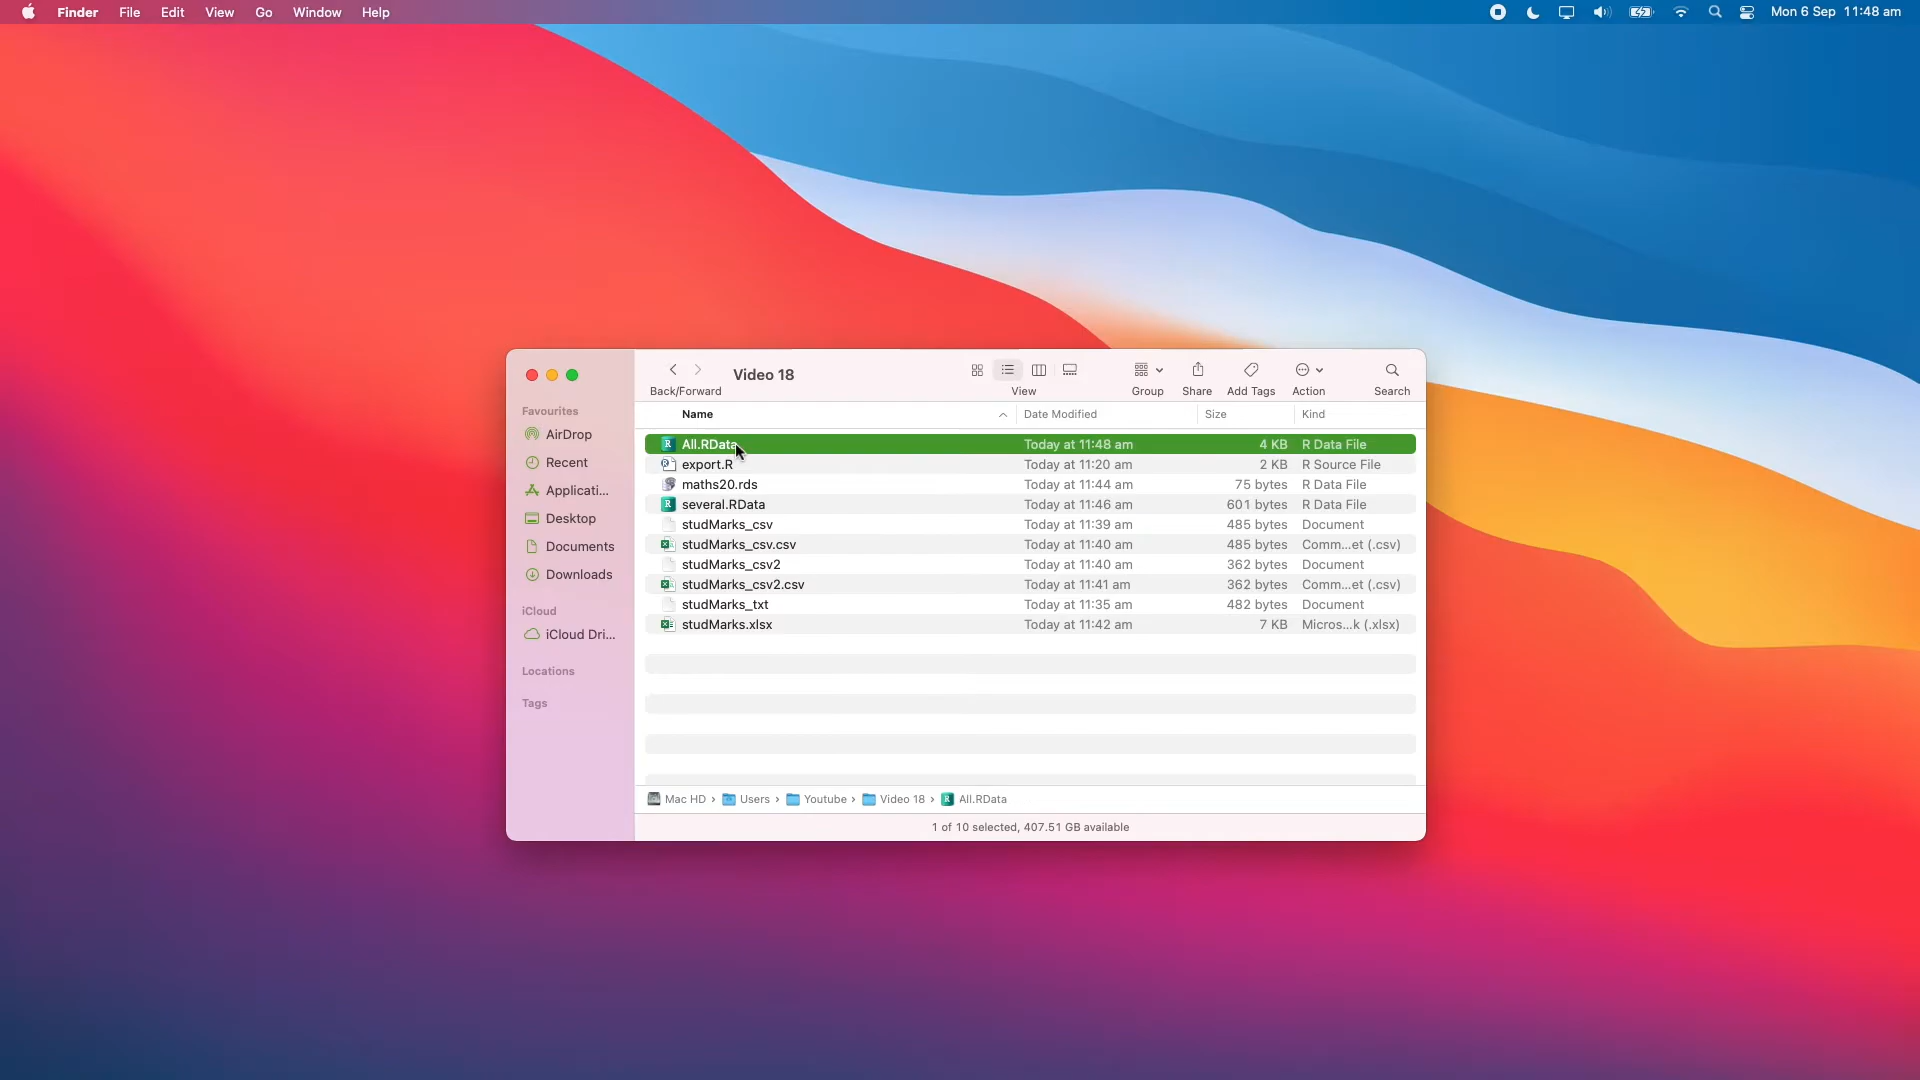 Finder File Edit View Go Window Help
Mon 6 Sep 11:48 am
Video 18
Back/Forward View Group Share Add Tags Action Search
Favourites
AirDrop
Recent
Applicati...
Desktop
Documents
Downloads
iCloud
iCloud Dri...
Locations
Tags
Name Date Modified Size Kind
All.RData Today at 11:48 am 4 KB R Data File
export.R Today at 11:20 am 2 KB R Source File
maths20.rds Today at 11:44 am 75 bytes R Data File
several.RData Today at 11:46 am 601 bytes R Data File
studMarks_csv Today at 11:39 am 485 bytes Document
studMarks_csv.csv Today at 11:40 am 485 bytes Comm...et (.csv)
studMarks_csv2 Today at 11:40 am 362 bytes Document
studMarks_csv2.csv Today at 11:41 am 362 bytes Comm...et (.csv)
studMarks_txt Today at 11:35 am 482 bytes Document
studMarks.xlsx Today at 11:42 am 7 KB Micros...k (.xlsx)
Mac HD › Users › Youtube › Video 18 › All.RData
1 of 10 selected, 407.51 GB available